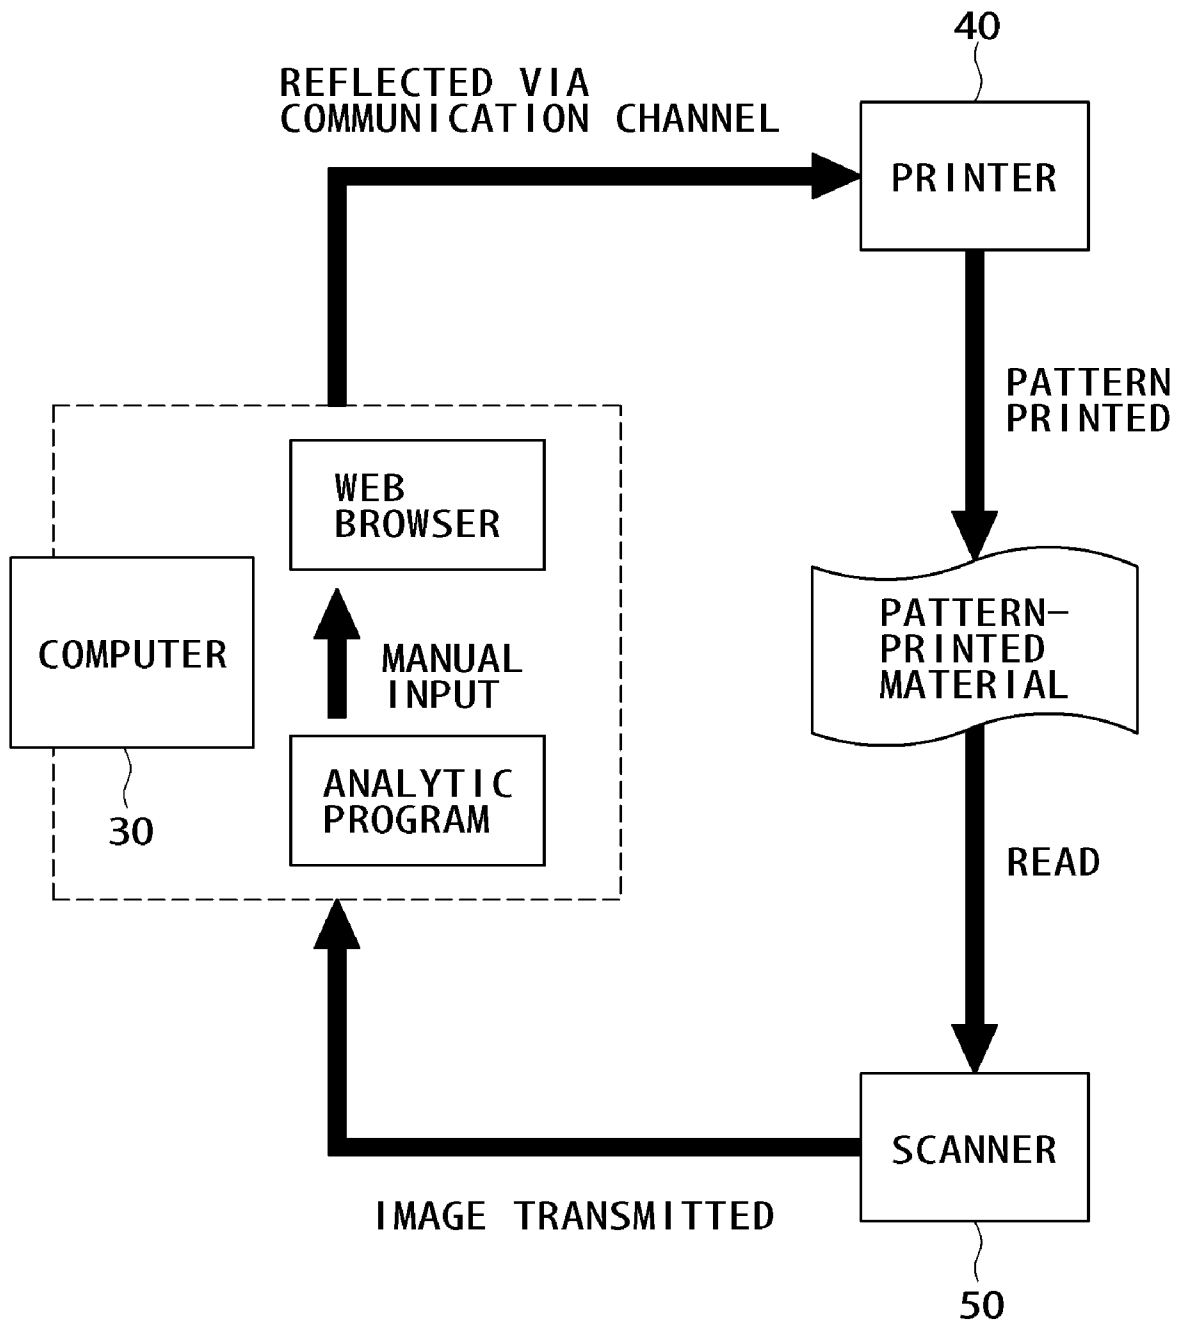 40
REFLECTED VIA
COMMUNICATION CHANNEL
PRINTER
PATTERN
PRINTED
WEB
BROWSER
PATTERN-
PRINTED
MATERIAL
COMPUTER
MANUAL
INPUT
ANALYTIC
PROGRAM
30
READ
SCANNER
IMAGE TRANSMITTED
50